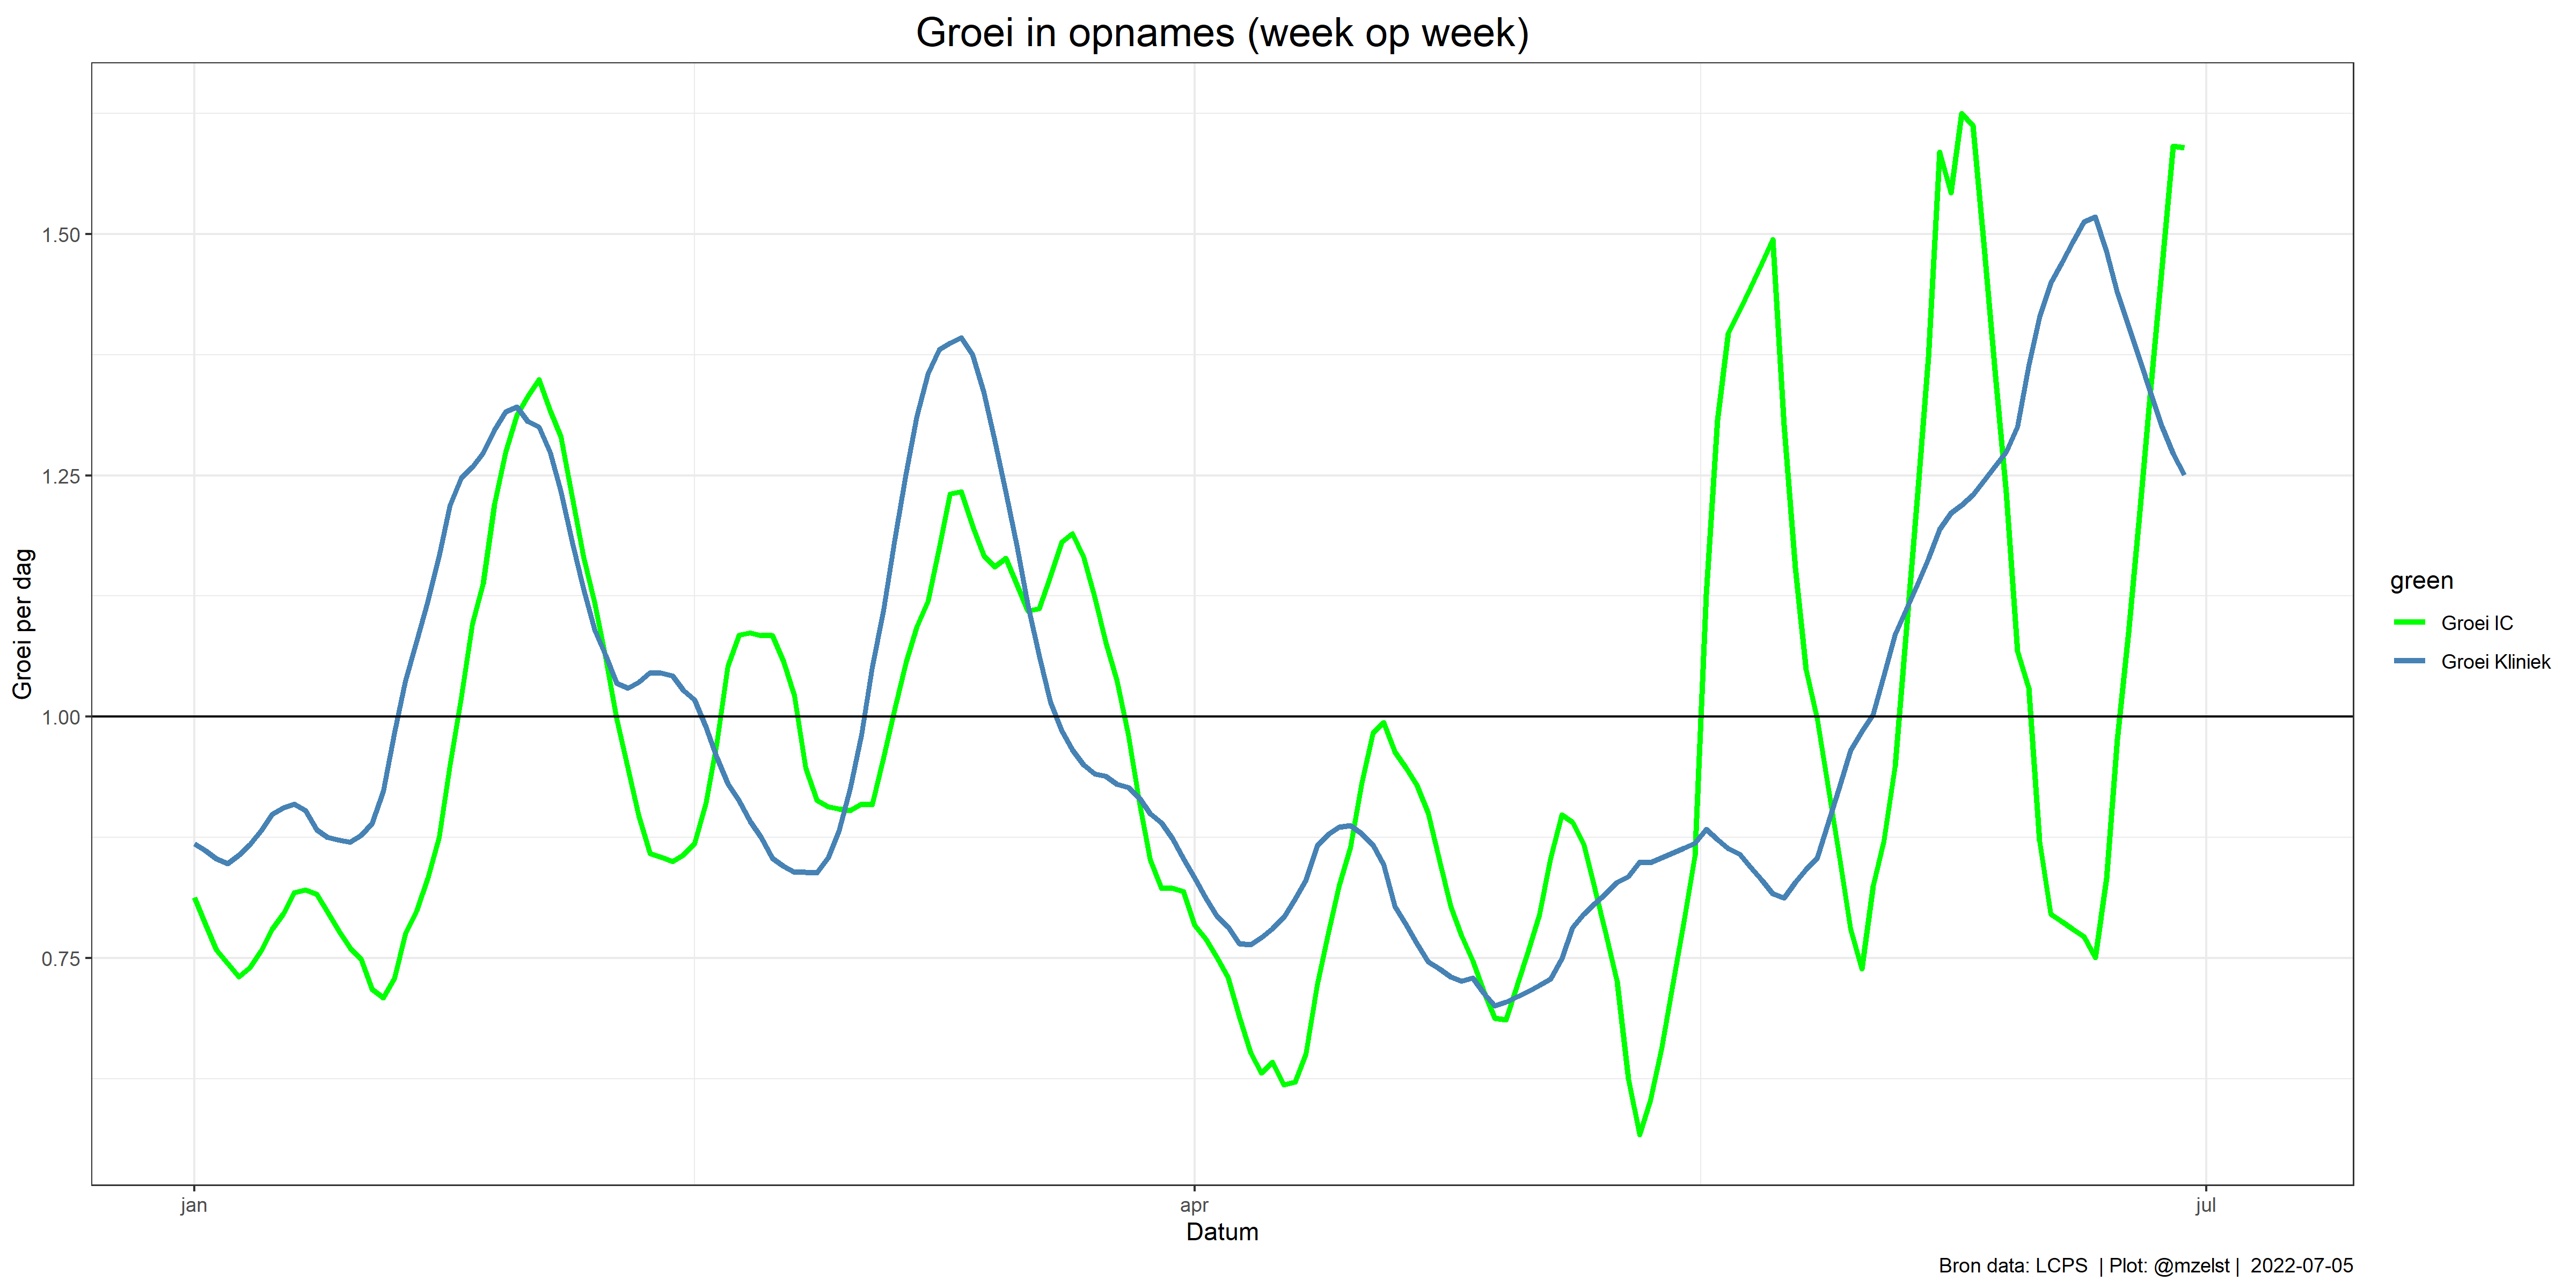 Groei in opnames (week op week)
Groei per dag
1.50
1.25
1.00
0.75
jan
apr
jul
Datum
green
Groei IC
Groei Kliniek
Bron data: LCPS | Plot: @mzelst | 2022-07-05